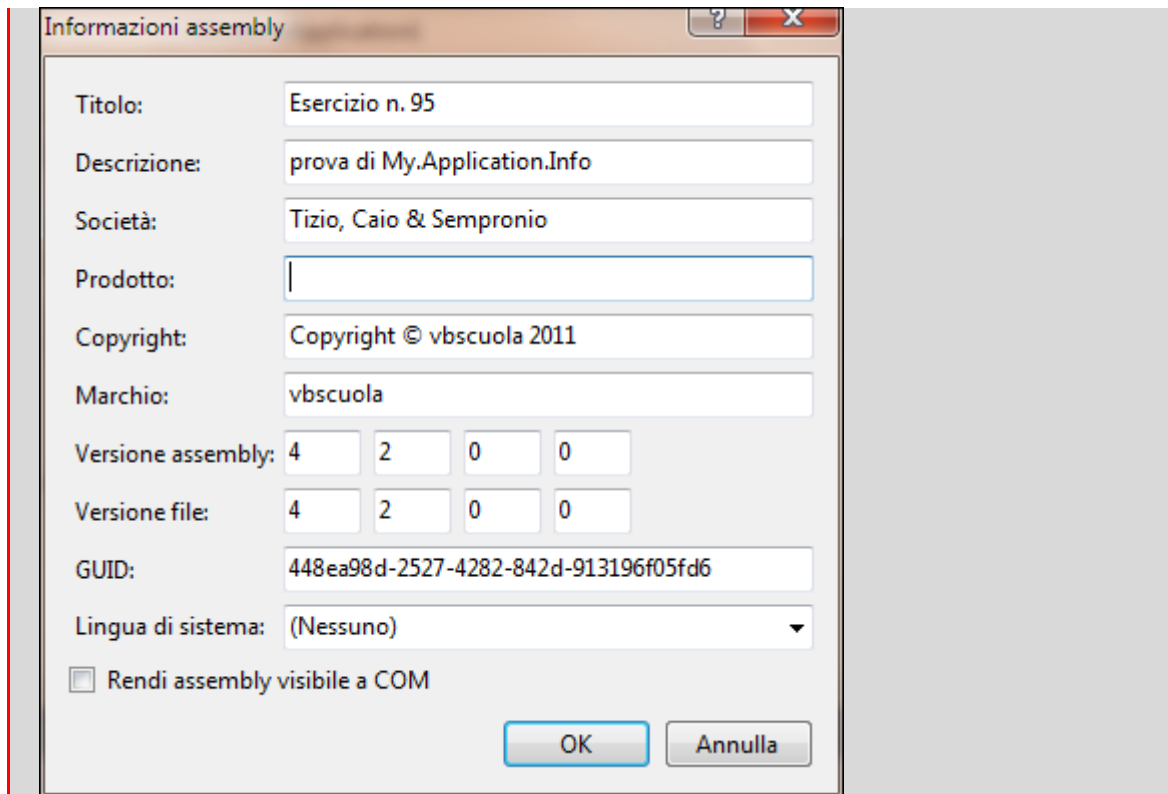 Informazioni assembly
Titolo: Esercizio n. 95
Descrizione: prova di My.Application.Info
Società: Tizio, Caio & Sempronio
Prodotto:
Copyright: Copyright © vbscuola 2011
Marchio: vbscuola
Versione assembly: 4 2 0 0
Versione file: 4 2 0 0
GUID: 448ea98d-2527-4282-842d-913196f05fd6
Lingua di sistema: (Nessuno)
Rendi assembly visibile a COM
OK Annulla